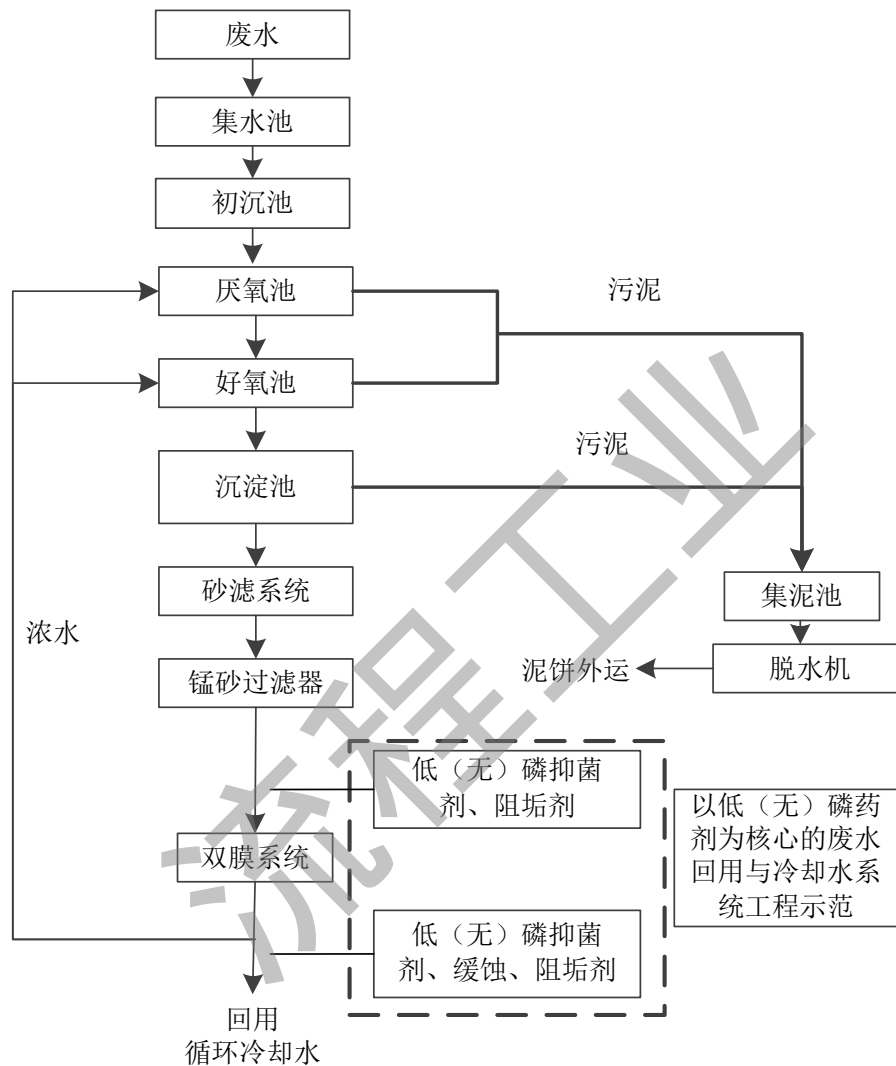 废水
集水池
初沉池
厌氧池
污泥
好氧池
污泥
沉淀池
砂滤系统
集泥池
浓水
锰砂过滤器
泥饼外运
脱水机
低（无）磷抑菌
剂、阻垢剂
以低（无）磷药
剂为核心的废水
回用与冷却水系
统工程示范
双膜系统
低（无）磷抑菌
剂、缓蚀、阻垢剂
回用
循环冷却水
流程工业